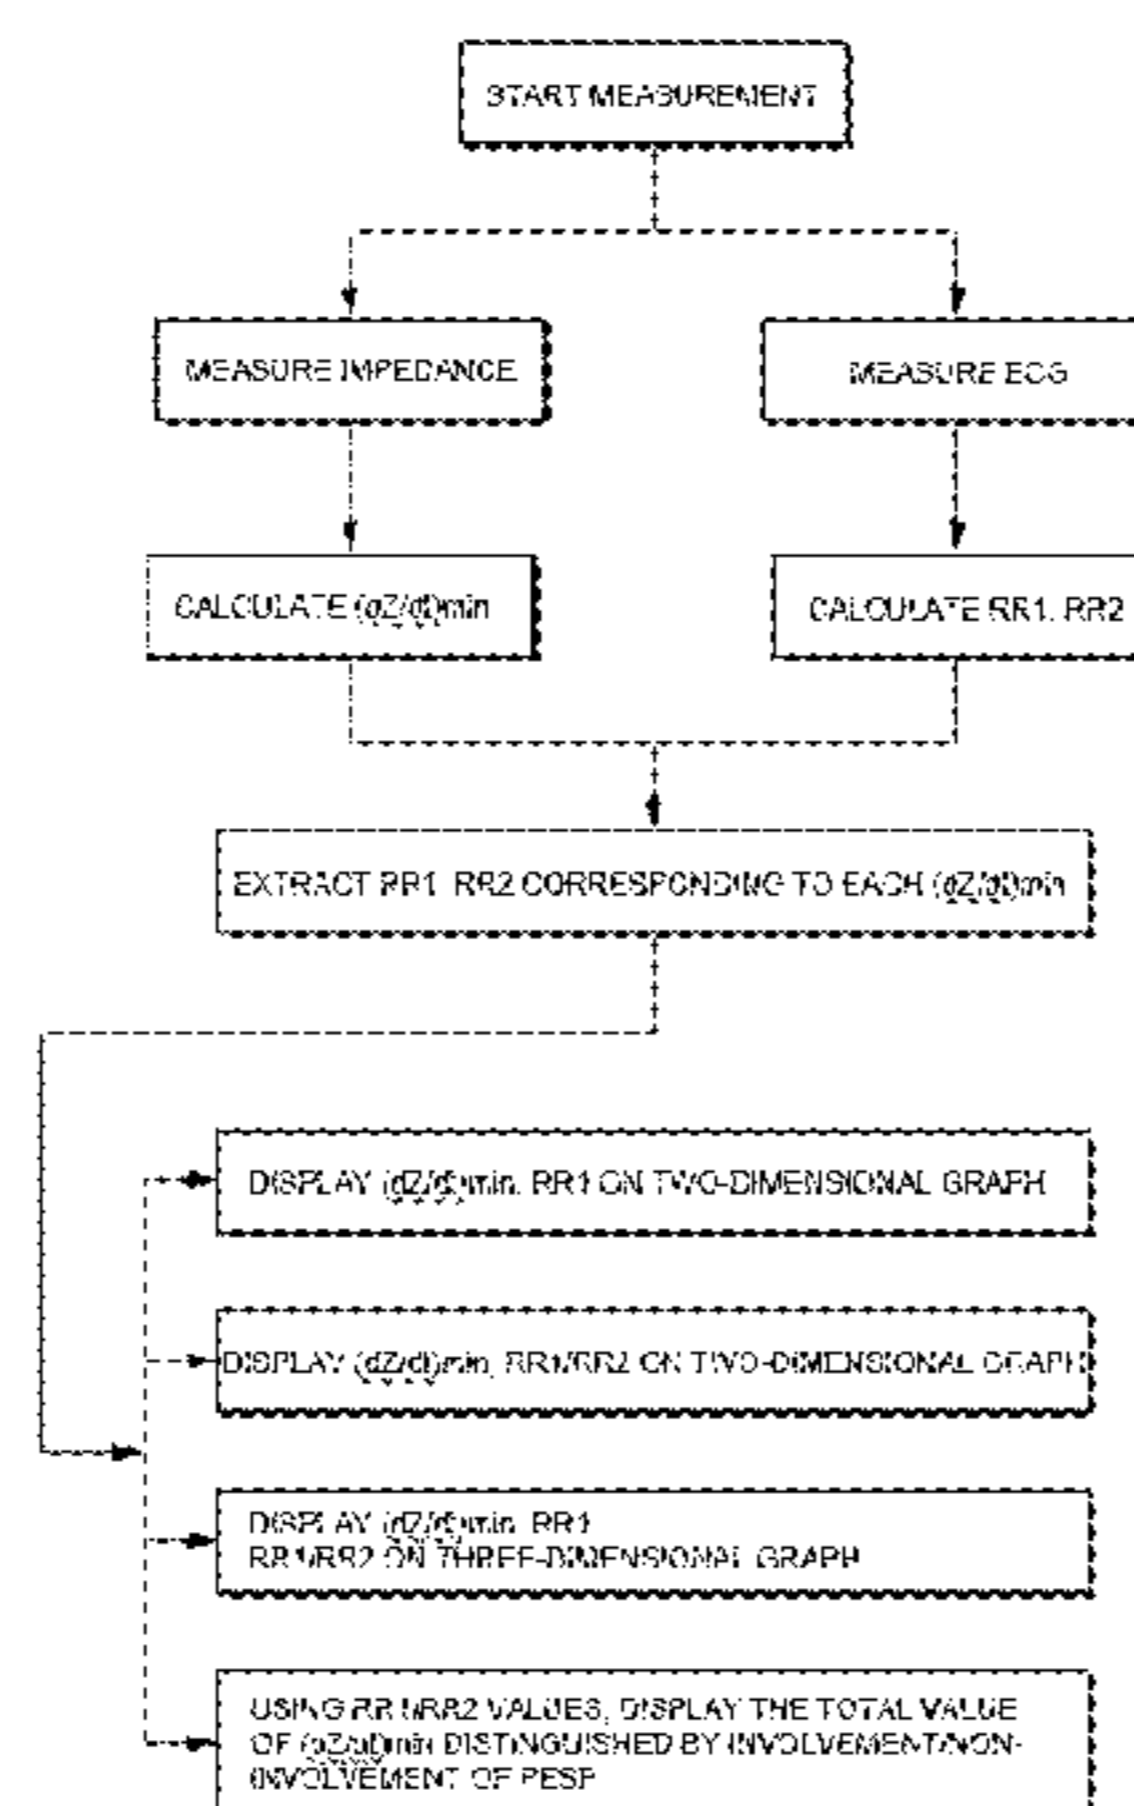 START MEASUREMENT
MEASURE IMPEDANCE
MEASURE ECG
CALCULATE (dZ/dt)min
CALCULATE RR1, RR2
EXTRACT RR1, RR2 CORRESPONDING TO EACH (dZ/dt)min
DISPLAY (dZ/dt)min, RR1 ON TWO-DIMENSIONAL GRAPH
DISPLAY (dZ/dt)min, RR1/RR2 ON TWO-DIMENSIONAL GRAPH
DISPLAY (dZ/dt)min, RR1
RR1/RR2 ON THREE-DIMENSIONAL GRAPH
USING RR1/RR2 VALUES, DISPLAY THE TOTAL VALUE
OF (dZ/dt)min DISTINGUISHED BY INVOLVEMENT/NON-
INVOLVEMENT OF PESP